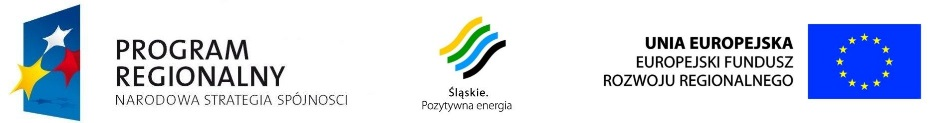 PROGRAM
REGIONALNY
NARODOWA STRATEGIA SPÓJNOSCI
Śląskie.
Pozytywna energia
UNIA EUROPEJSKA
EUROPEJSKI FUNDUSZ
ROZWOJU REGIONALNEGO